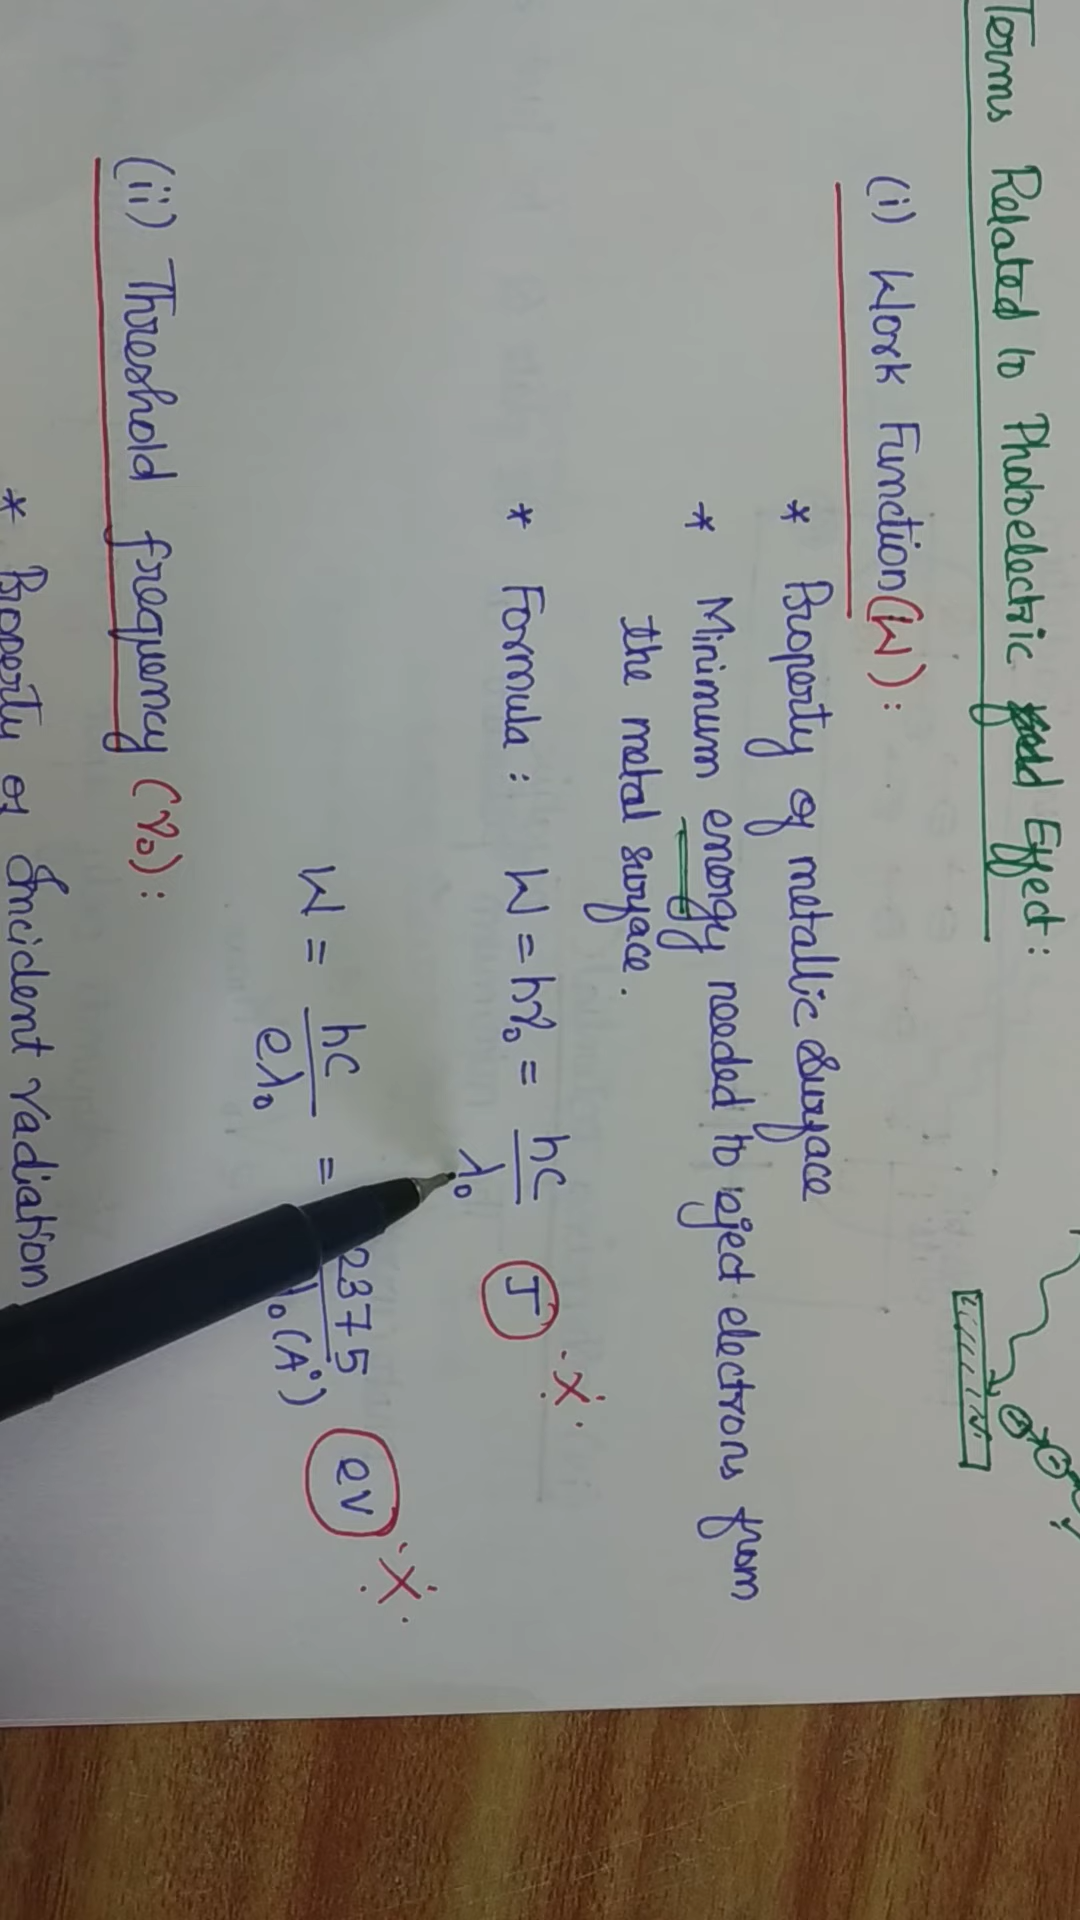 Terms Related to Photoelectric Effect:
(i) Work Function (W):
* Property of metallic surface
* Minimum energy needed to eject electrons from
the metal surface.
* Formula: W = hν₀ = hc/λ₀ J
W = hc/eλ₀ = 2375/λ₀(A°) eV
(ii) Threshold frequency (ν₀):
* Property of Incident radiation